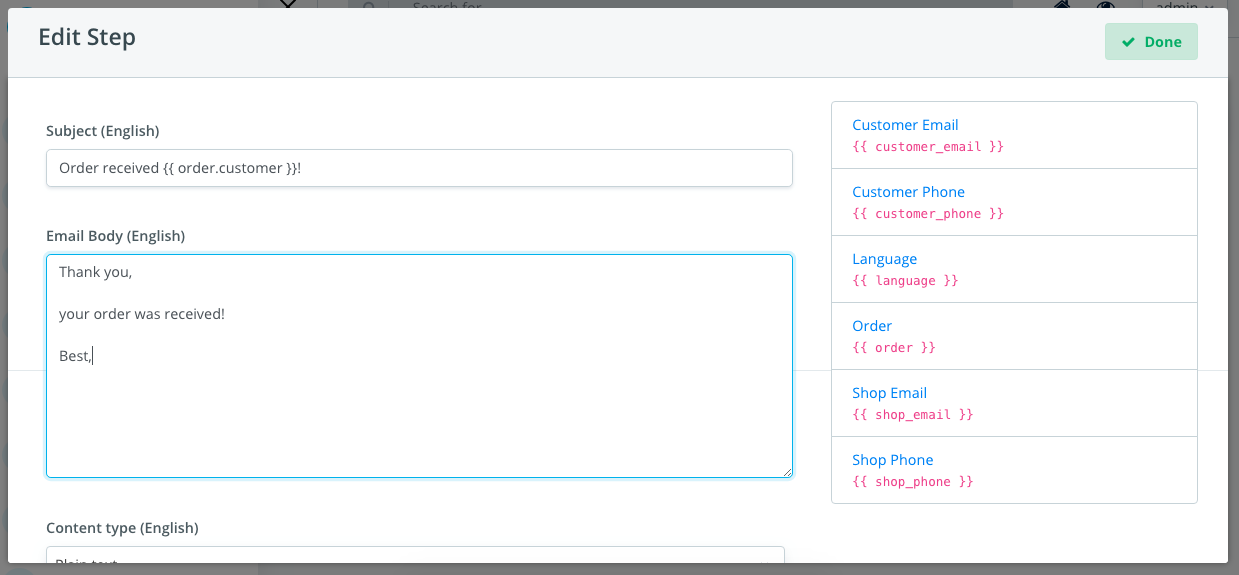 Search for
admin
Edit Step
Done
Subject (English)
Order received {{ order.customer }}!
Email Body (English)
Thank you,
your order was received!
Best,
Content type (English)
Plain text
Customer Email
{{ customer_email }}
Customer Phone
{{ customer_phone }}
Language
{{ language }}
Order
{{ order }}
Shop Email
{{ shop_email }}
Shop Phone
{{ shop_phone }}